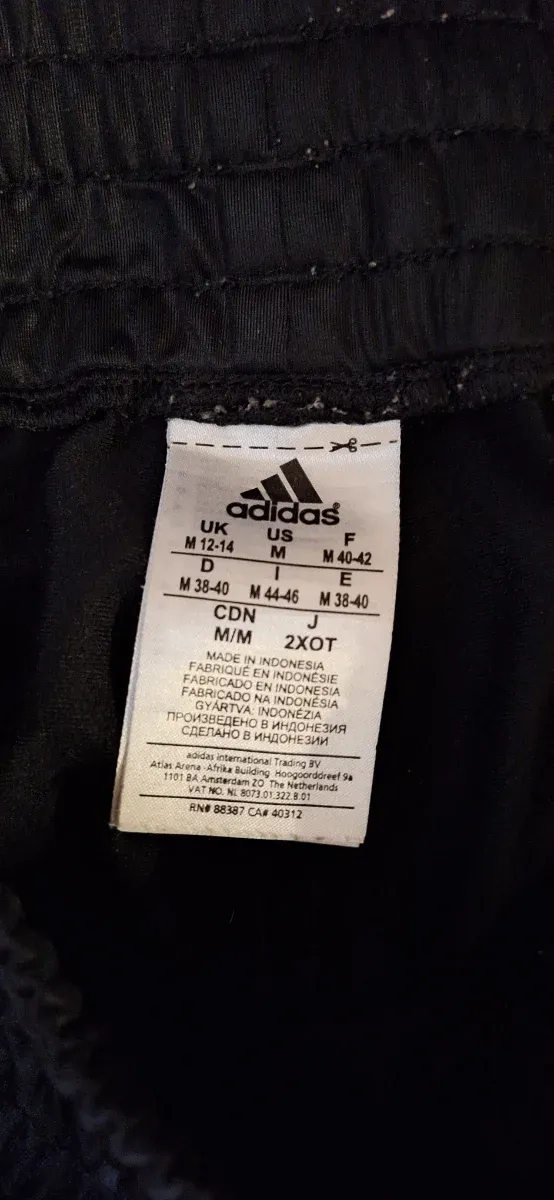 adidas®
UK US F
M 12-14 M M 40-42
D I E
M 38-40 M 44-46 M 38-40
CDN J
M/M 2XOT
MADE IN INDONESIA
FABRIQUÉ EN INDONÉSIE
FABRICADO EN INDONESIA
FABRICADO NA INDONÉSIA
GYÁRTVA: INDONÉZIA
ПРОИЗВЕДЕНО В ИНДОНЕЗИЯ
СДЕЛАНО В ИНДОНЕЗИИ
adidas international Trading BV
Atlas Arena -Afrika Building Hoogoorddreef 9a
1101 BA Amsterdam ZO The Netherlands
VAT NO. NL 8073.01.322.B.01
RN# 88387 CA# 40312